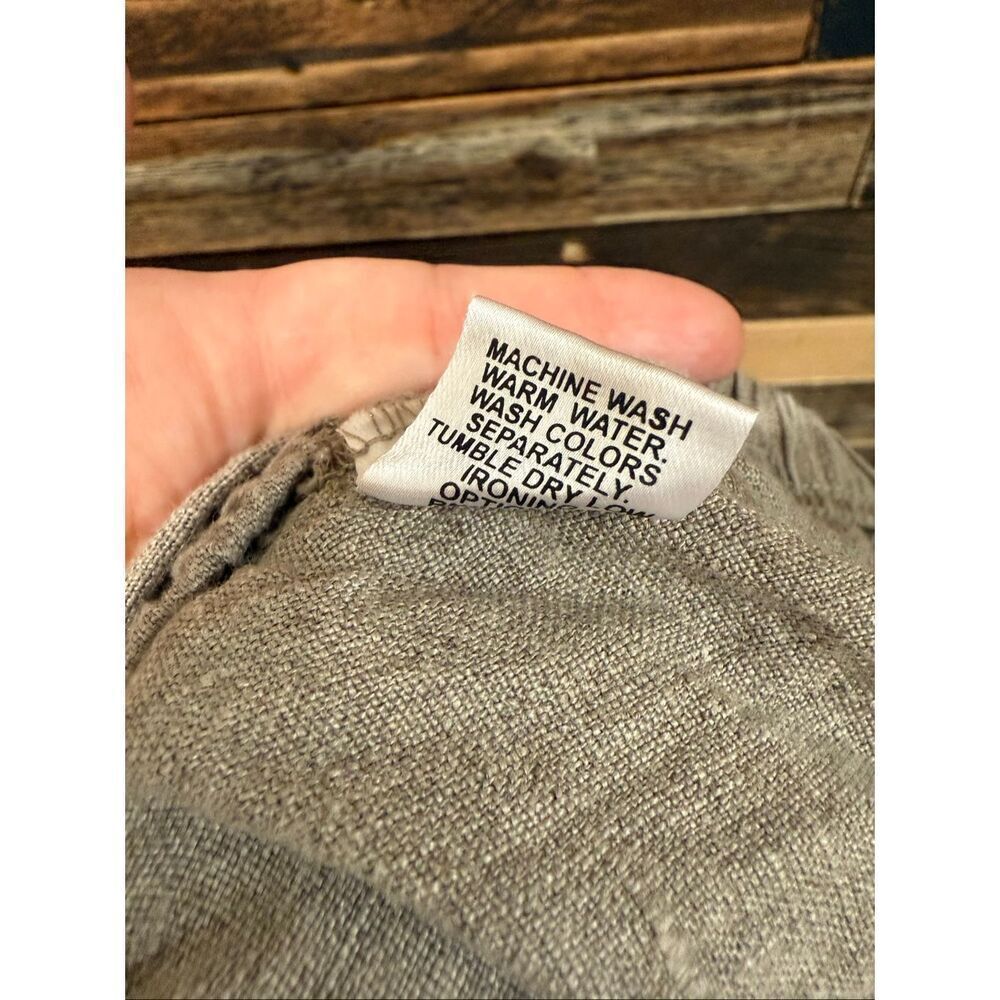 MACHINE WASH
WARM WATER.
WASH COLORS
SEPARATELY.
TUMBLE DRY LOW.